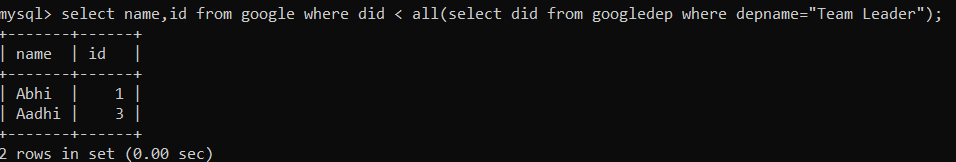 mysql> select name,id from google where did < all(select did from googledep where depname="Team Leader");
+-------+------+
| name  | id   |
+-------+------+
| Abhi  |    1 |
| Aadhi |    3 |
+-------+------+
2 rows in set (0.00 sec)